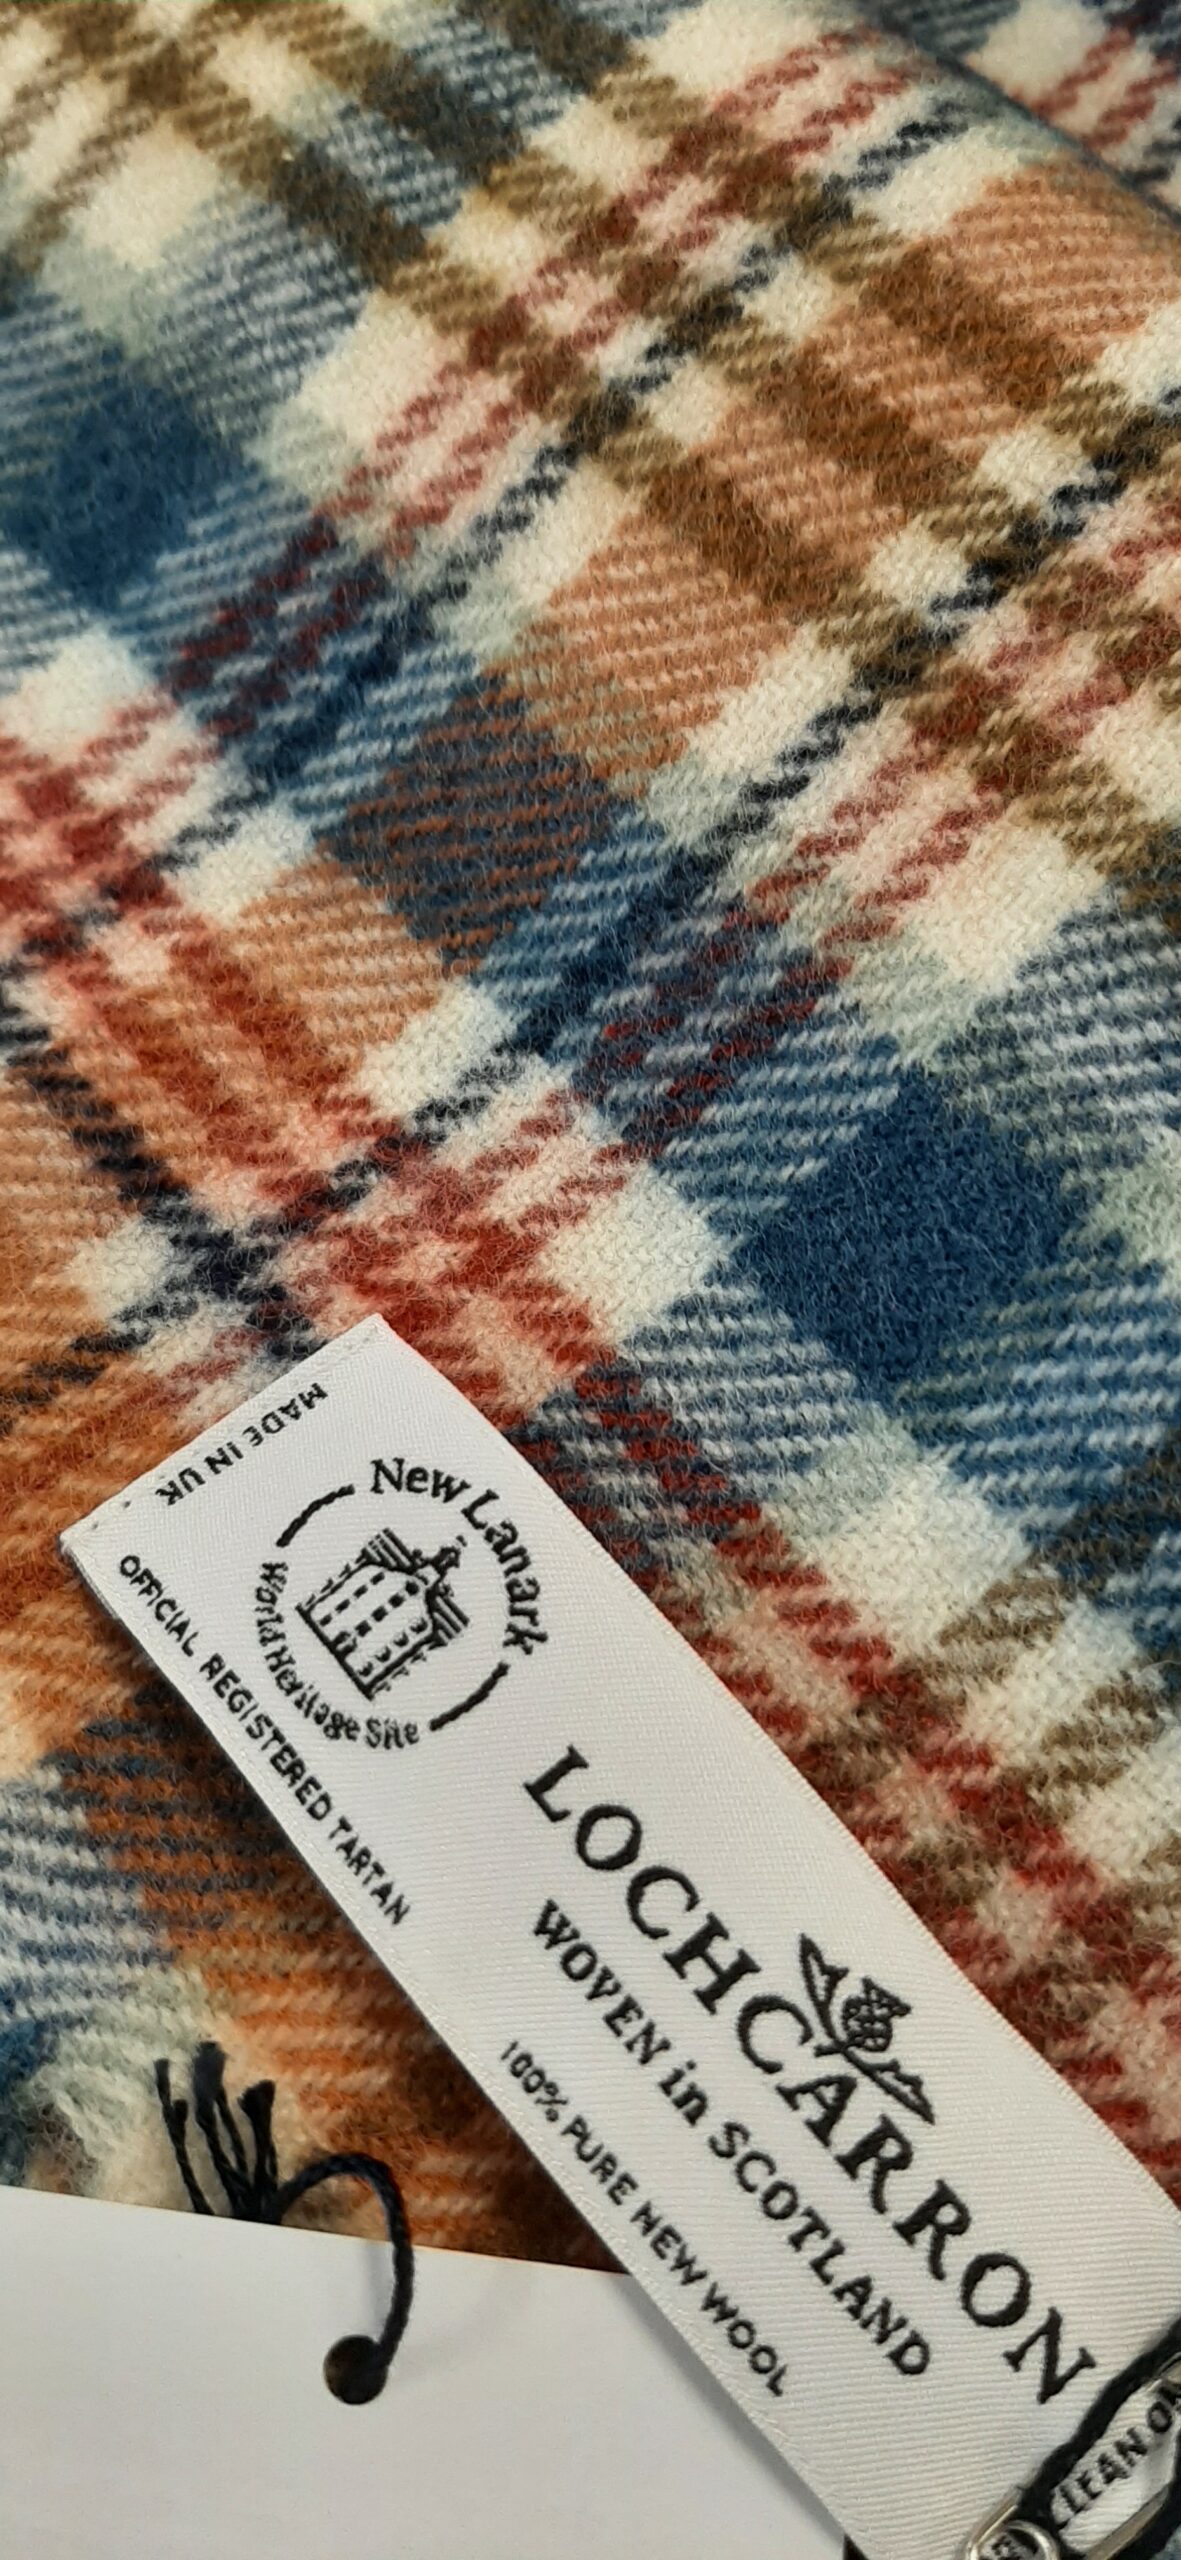 MADE IN UK
New Lanark
World Heritage Site
OFFICIAL REGISTERED TARTAN
LOCHCARRON
WOVEN in SCOTLAND
100% PURE NEW WOOL
CLEAN